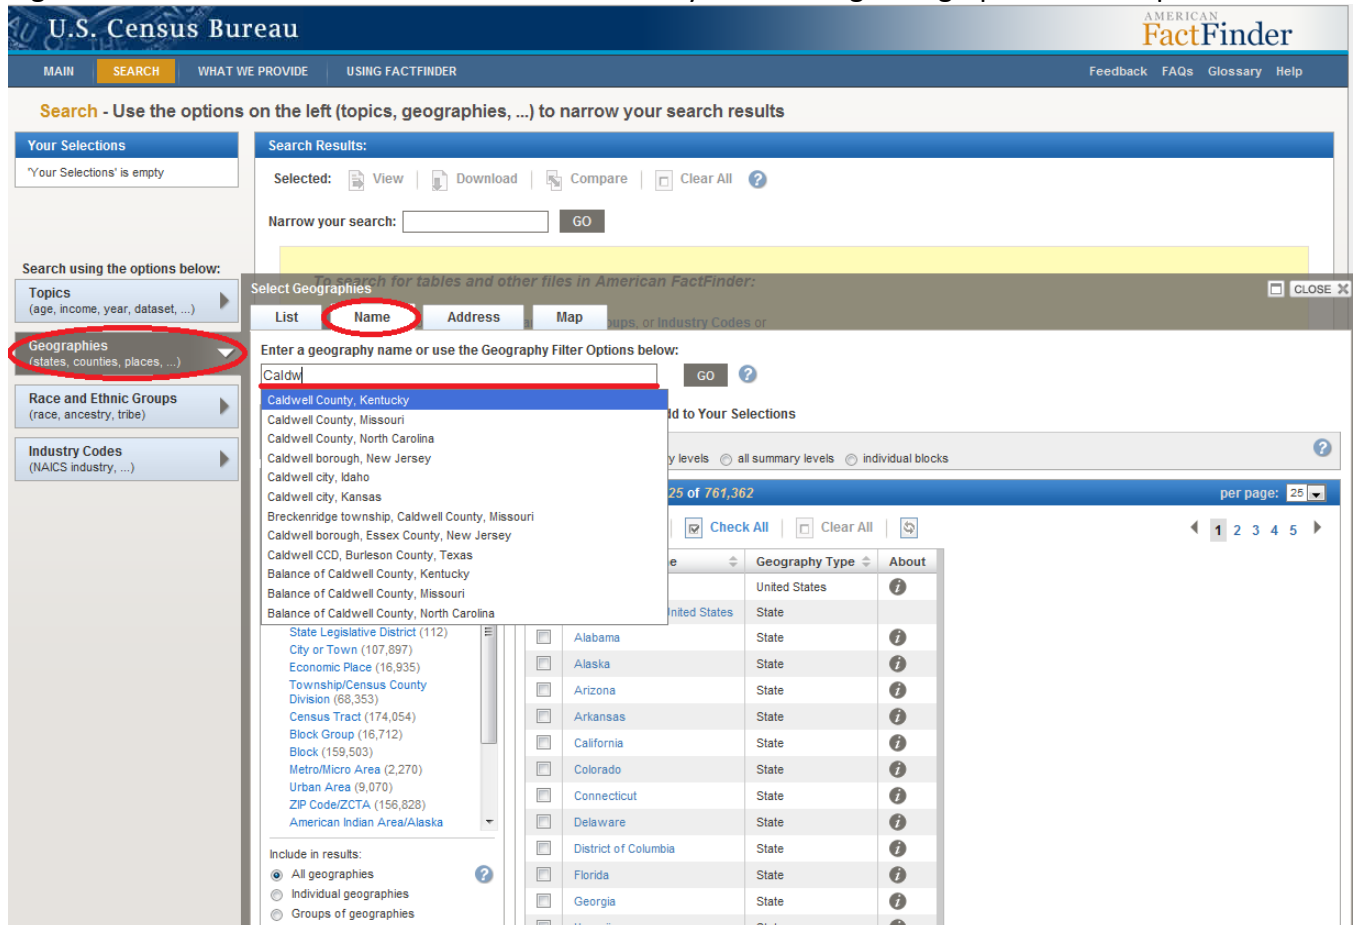 U.S. Census Bureau
AMERICAN
FactFinder
MAIN SEARCH WHAT WE PROVIDE USING FACTFINDER
Feedback FAQs Glossary Help
Search - Use the options on the left (topics, geographies, ...) to narrow your search results
Your Selections
'Your Selections' is empty
Search Results:
Selected: View Download Compare Clear All ?
Narrow your search: GO
To search for tables and other files in American FactFinder:
Search using the options below:
Topics
(age, income, year, dataset, ...)
Geographies
(states, counties, places, ...)
Race and Ethnic Groups
(race, ancestry, tribe)
Industry Codes
(NAICS industry, ...)
Select Geographies
CLOSE X
List Name Address Map
oups, or Industry Codes or
Enter a geography name or use the Geography Filter Options below:
Caldw GO ?
Caldwell County, Kentucky
Caldwell County, Missouri
Caldwell County, North Carolina
Caldwell borough, New Jersey
Caldwell city, Idaho
Caldwell city, Kansas
Breckenridge township, Caldwell County, Missouri
Caldwell borough, Essex County, New Jersey
Caldwell CCD, Burleson County, Texas
Balance of Caldwell County, Kentucky
Balance of Caldwell County, Missouri
Balance of Caldwell County, North Carolina
dd to Your Selections
y levels all summary levels individual blocks ?
25 of 761,362 per page: 25
Check All Clear All
1 2 3 4 5
e Geography Type About
United States
United States State
Alabama State
Alaska State
Arizona State
Arkansas State
California State
Colorado State
Connecticut State
Delaware State
District of Columbia State
Florida State
Georgia State
State Legislative District (112)
City or Town (107,897)
Economic Place (16,935)
Township/Census County
Division (68,353)
Census Tract (174,054)
Block Group (16,712)
Block (159,503)
Metro/Micro Area (2,270)
Urban Area (9,070)
ZIP Code/ZCTA (156,828)
American Indian Area/Alaska
Include in results:
All geographies ?
Individual geographies
Groups of geographies